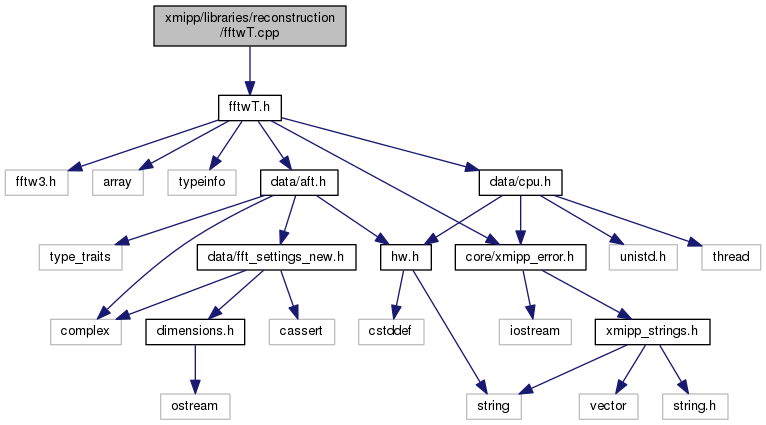 xmipp/libraries/reconstruction
/fftwT.cpp
fftwT.h
fftw3.h
array
typeinfo
data/aft.h
data/cpu.h
type_traits
data/fft_settings_new.h
hw.h
core/xmipp_error.h
unistd.h
thread
complex
dimensions.h
cassert
cstddef
iostream
xmipp_strings.h
ostream
string
vector
string.h